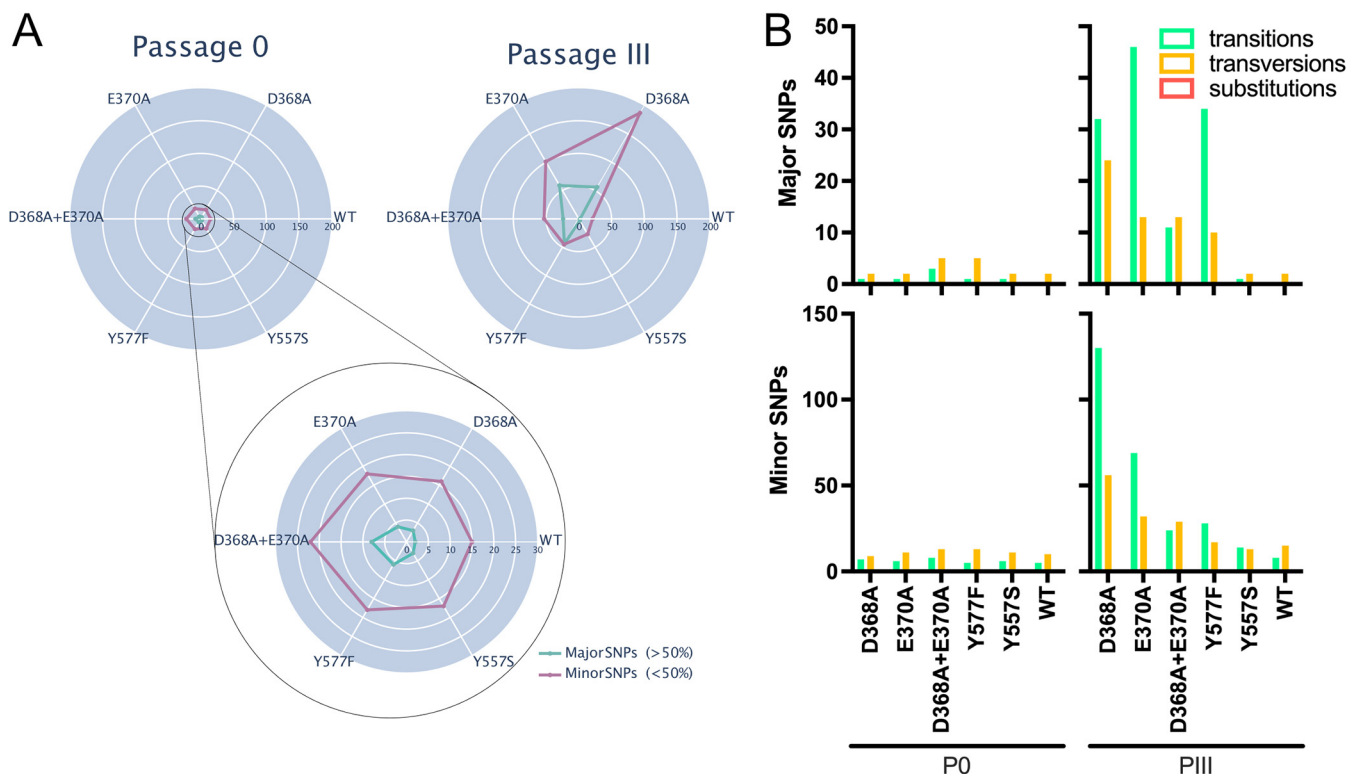 A
Passage 0
E370A
D368A
D368A+E370A
WT
0 50 100 150 200
Y577F
Y557S
Passage III
E370A
D368A
D368A+E370A
WT
0 50 100 150 200
Y577F
Y557S
E370A
D368A
D368A+E370A
WT
0 5 10 15 20 25 30
Y577F
Y557S
MajorSNPs (>50%)
MinorSNPs (<50%)
B
transitions
transversions
substitutions
Major SNPs
50
40
30
20
10
0
Minor SNPs
150
100
50
0
D368A
E370A
D368A+E370A
Y577F
Y557S
WT
D368A
E370A
D368A+E370A
Y577F
Y557S
WT
P0
PIII